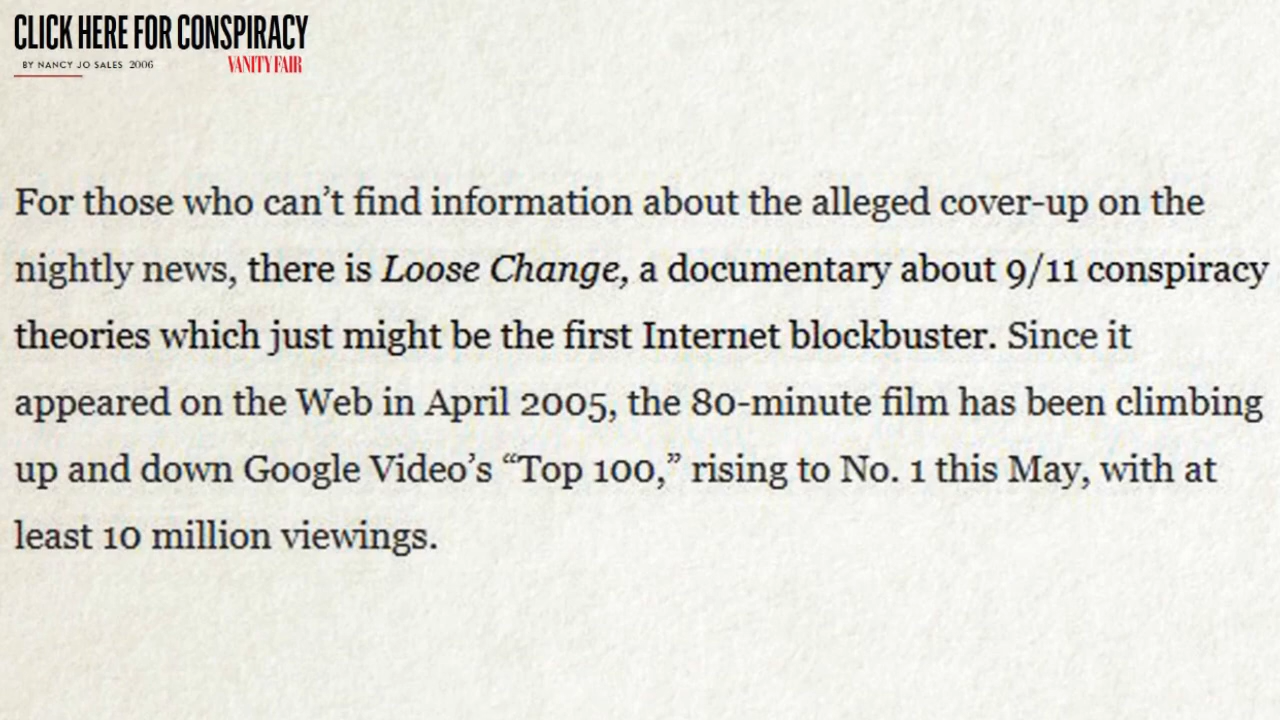 CLICK HERE FOR CONSPIRACY
BY NANCY JO SALES 2006 VANITY FAIR
For those who can’t find information about the alleged cover-up on the
nightly news, there is Loose Change, a documentary about 9/11 conspiracy
theories which just might be the first Internet blockbuster. Since it
appeared on the Web in April 2005, the 80-minute film has been climbing
up and down Google Video’s “Top 100,” rising to No. 1 this May, with at
least 10 million viewings.